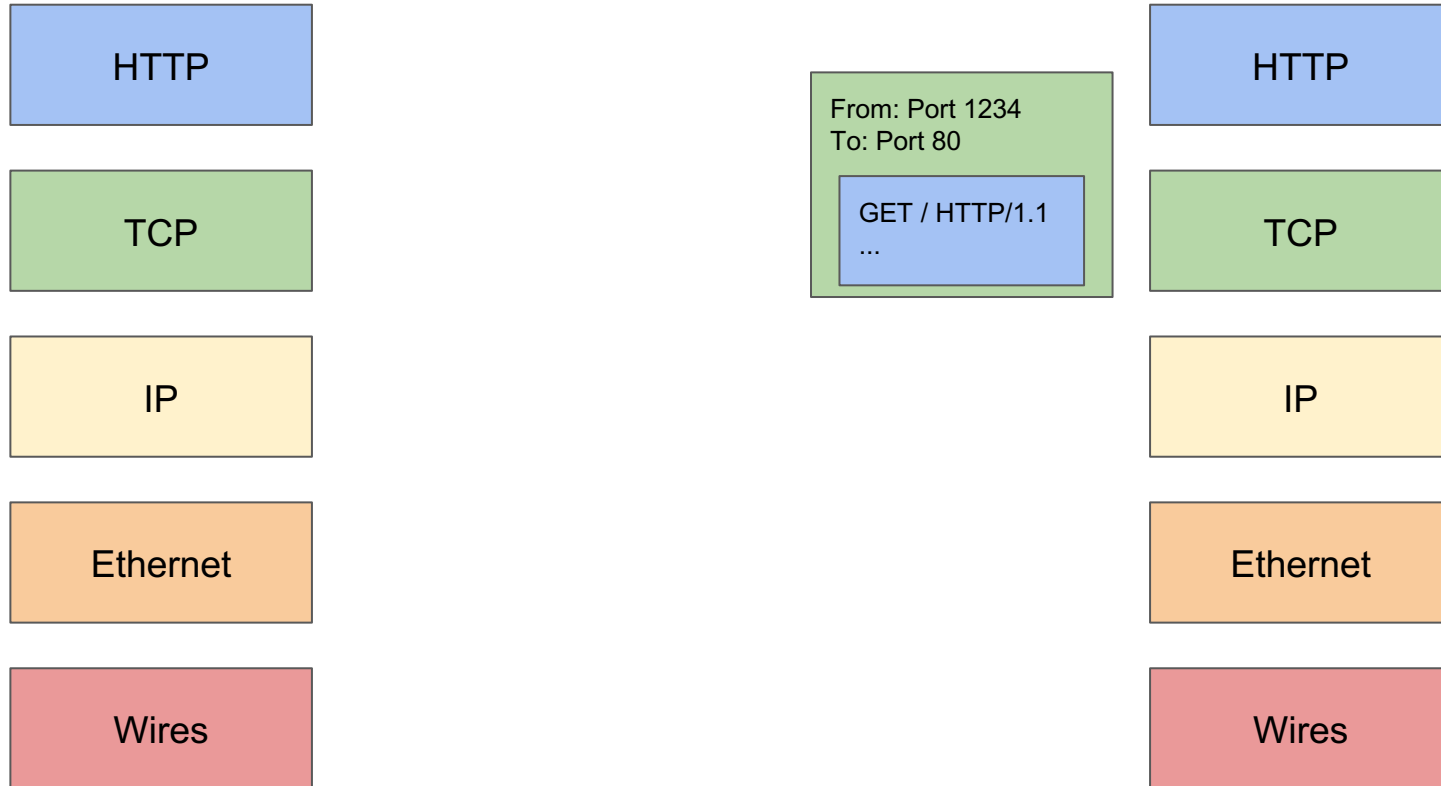 HTTP
TCP
IP
Ethernet
Wires
From: Port 1234
To: Port 80
GET / HTTP/1.1
...
HTTP
TCP
IP
Ethernet
Wires